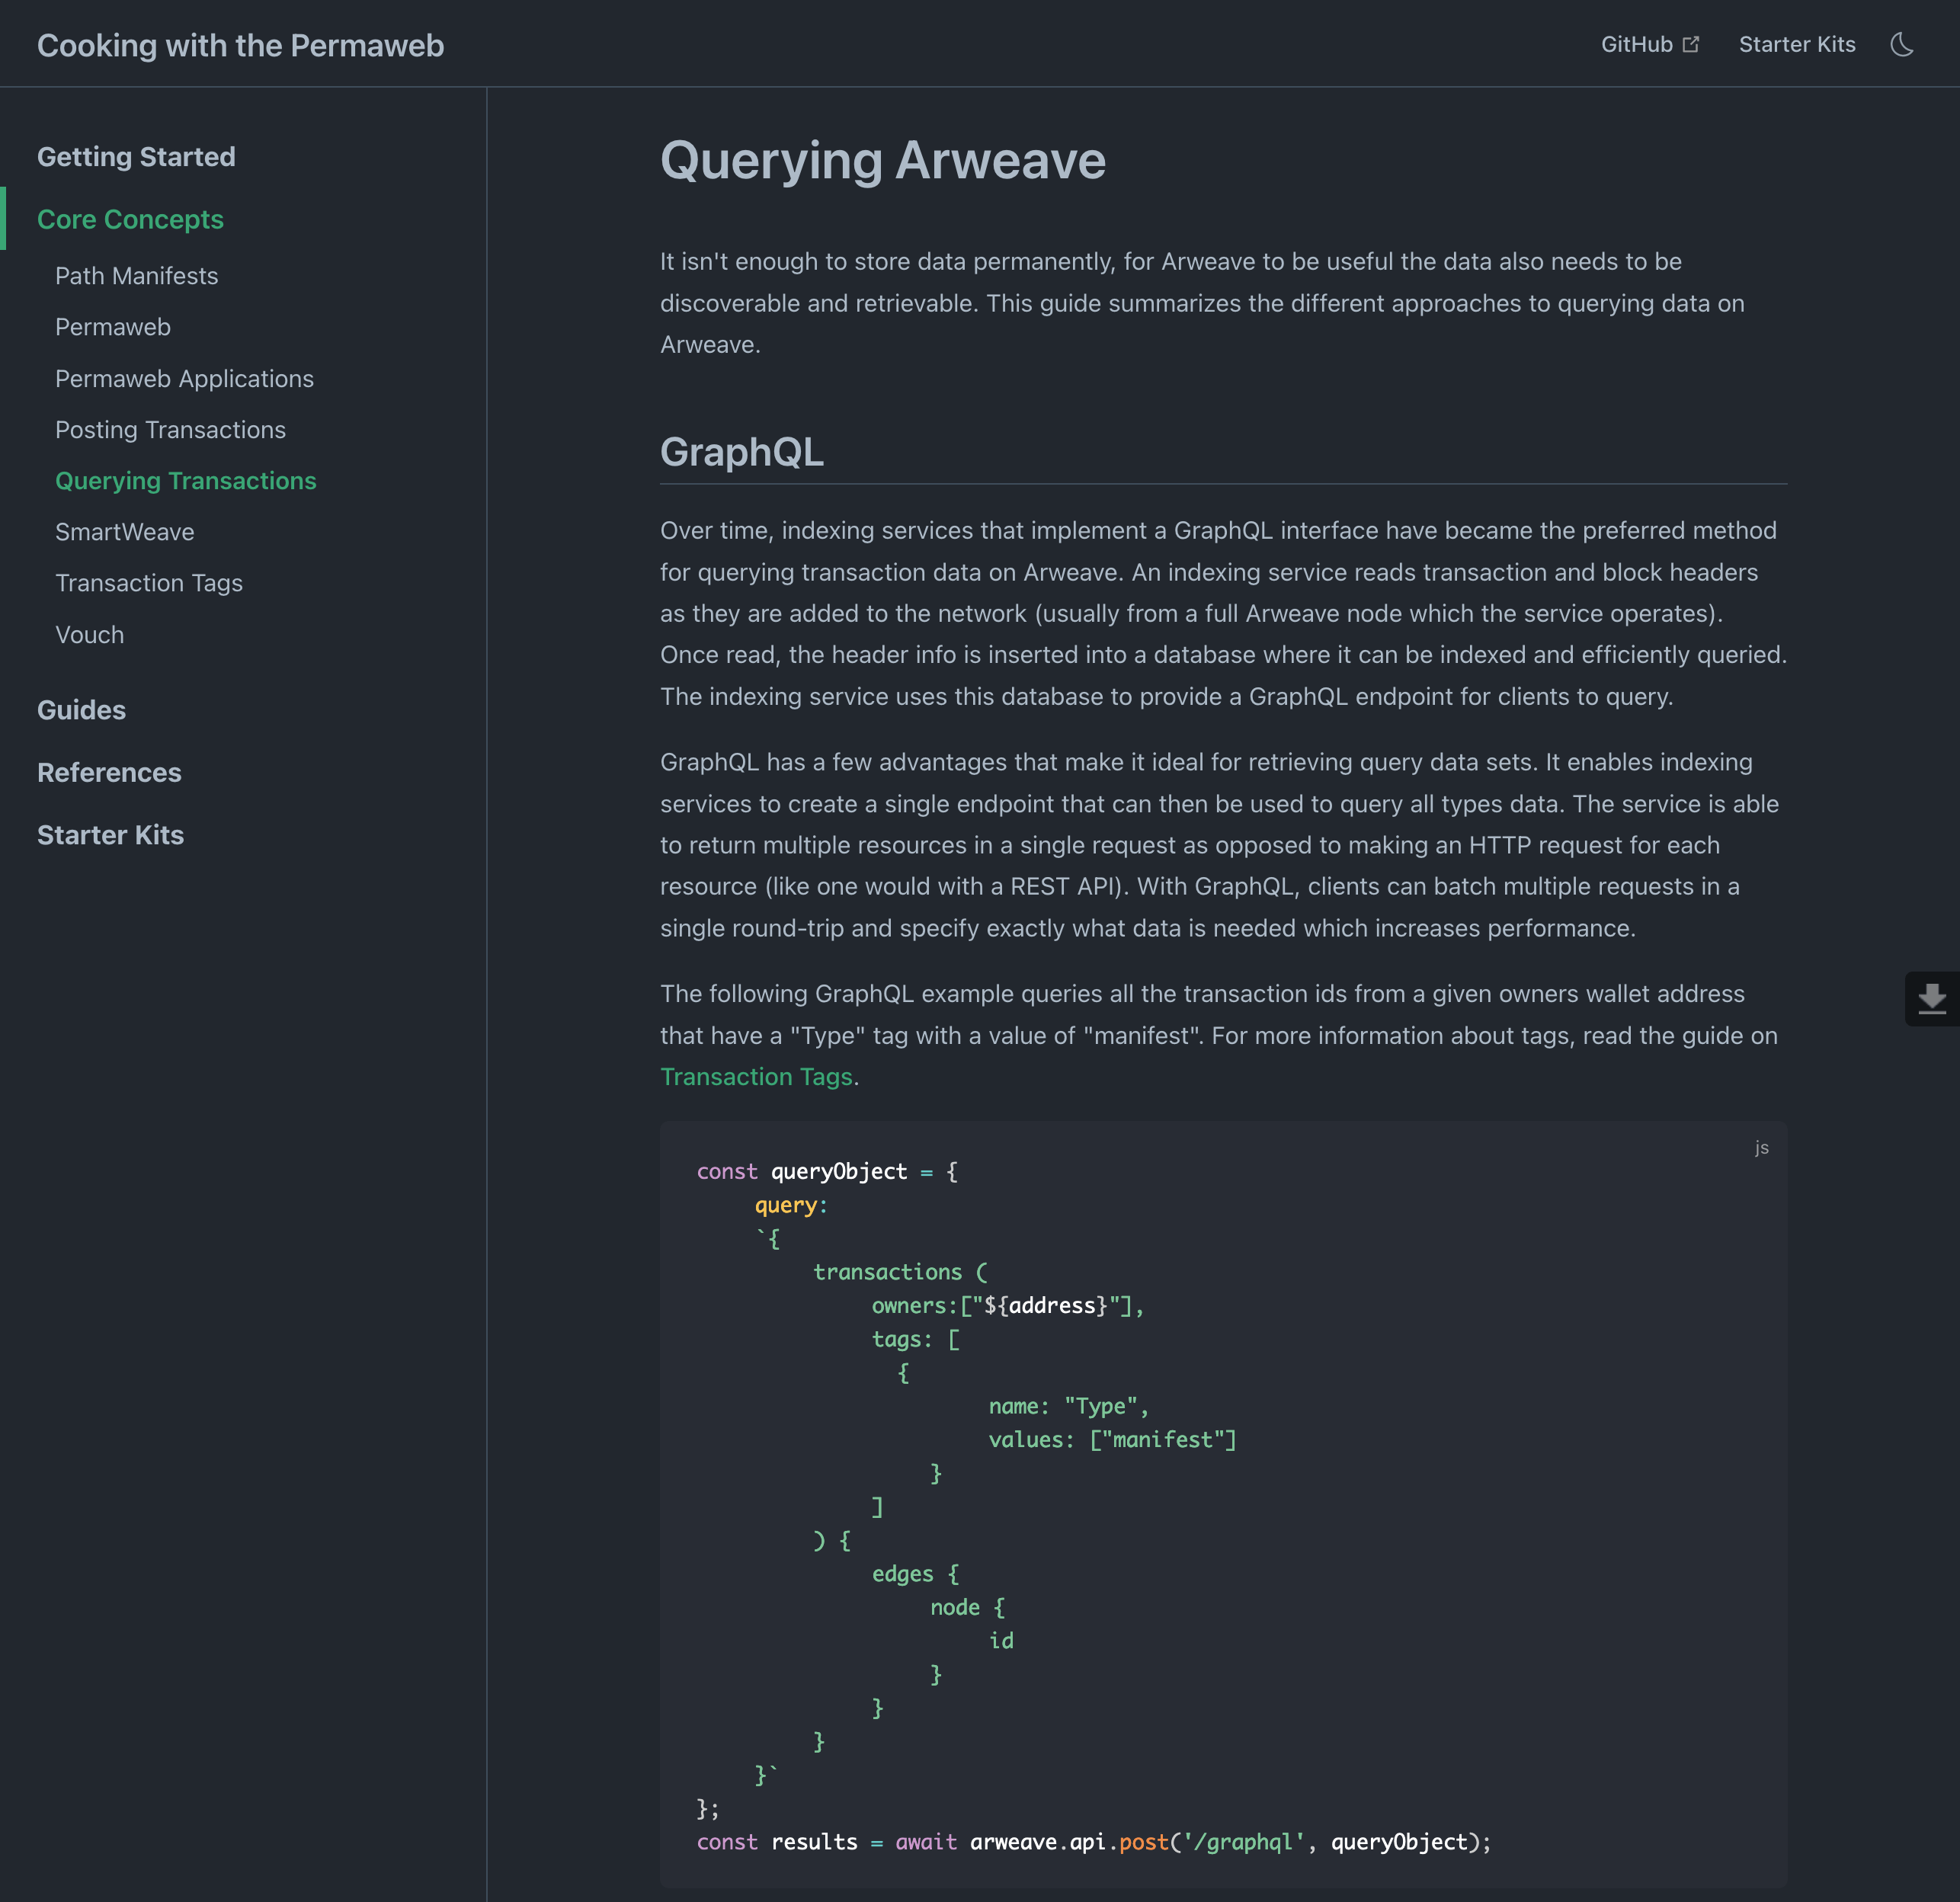 Cooking with the Permaweb
GitHub
Starter Kits
Getting Started
Core Concepts
Path Manifests
Permaweb
Permaweb Applications
Posting Transactions
Querying Transactions
SmartWeave
Transaction Tags
Vouch
Guides
References
Starter Kits
Querying Arweave
It isn't enough to store data permanently, for Arweave to be useful the data also needs to be
discoverable and retrievable. This guide summarizes the different approaches to querying data on
Arweave.
GraphQL
Over time, indexing services that implement a GraphQL interface have became the preferred method
for querying transaction data on Arweave. An indexing service reads transaction and block headers
as they are added to the network (usually from a full Arweave node which the service operates).
Once read, the header info is inserted into a database where it can be indexed and efficiently queried.
The indexing service uses this database to provide a GraphQL endpoint for clients to query.
GraphQL has a few advantages that make it ideal for retrieving query data sets. It enables indexing
services to create a single endpoint that can then be used to query all types data. The service is able
to return multiple resources in a single request as opposed to making an HTTP request for each
resource (like one would with a REST API). With GraphQL, clients can batch multiple requests in a
single round-trip and specify exactly what data is needed which increases performance.
The following GraphQL example queries all the transaction ids from a given owners wallet address
that have a "Type" tag with a value of "manifest". For more information about tags, read the guide on
Transaction Tags.
js
const queryObject = {
query:
`{
transactions (
owners:["${address}"],
tags: [
{
name: "Type",
values: ["manifest"]
}
]
) {
edges {
node {
id
}
}
}
}`
};
const results = await arweave.api.post('/graphql', queryObject);